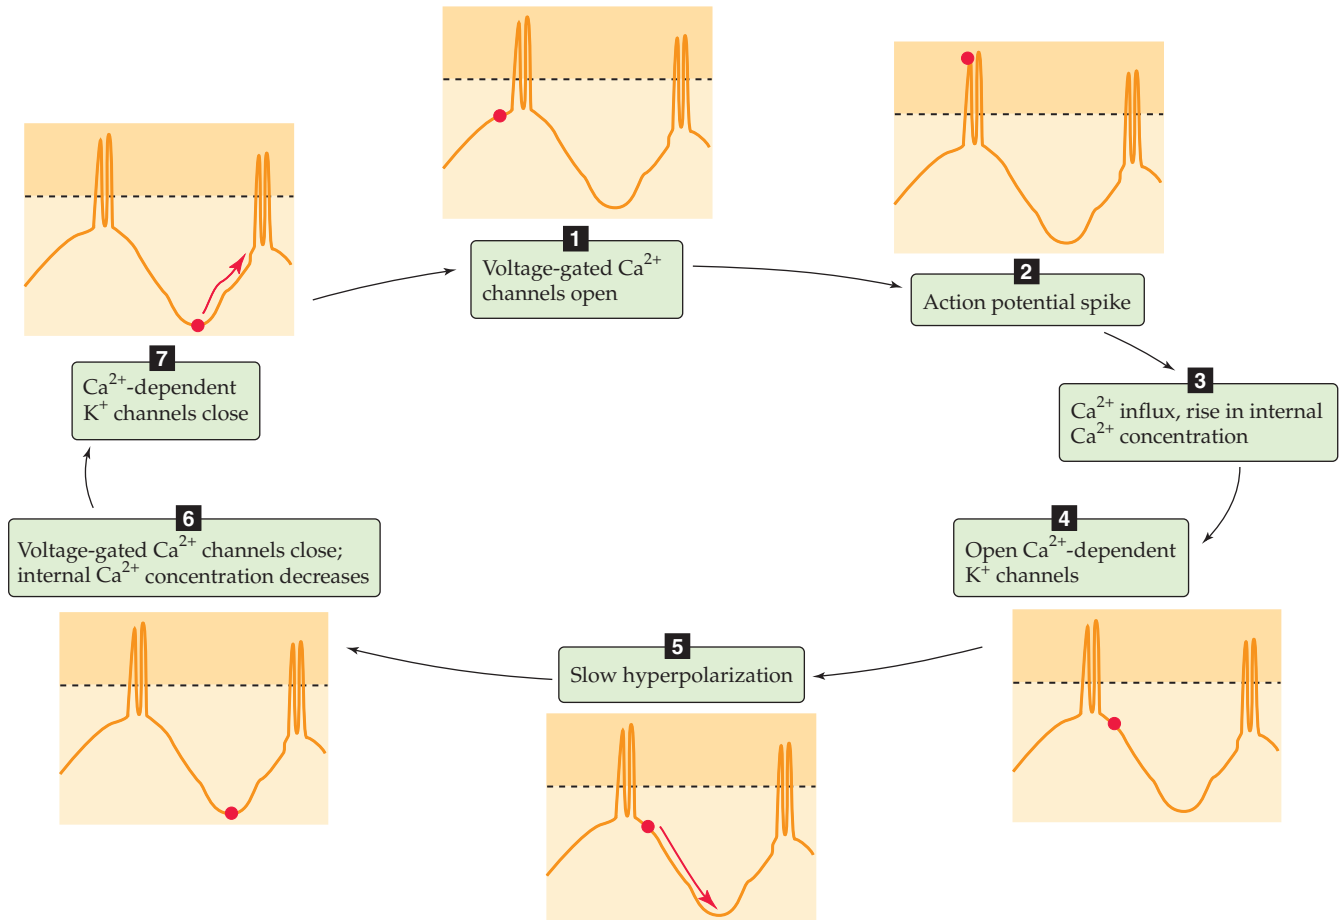 1
Voltage-gated Ca²⁺
channels open
2
Action potential spike
3
Ca²⁺ influx, rise in internal
Ca²⁺ concentration
4
Open Ca²⁺-dependent
K⁺ channels
5
Slow hyperpolarization
6
Voltage-gated Ca²⁺ channels close;
internal Ca²⁺ concentration decreases
7
Ca²⁺-dependent
K⁺ channels close